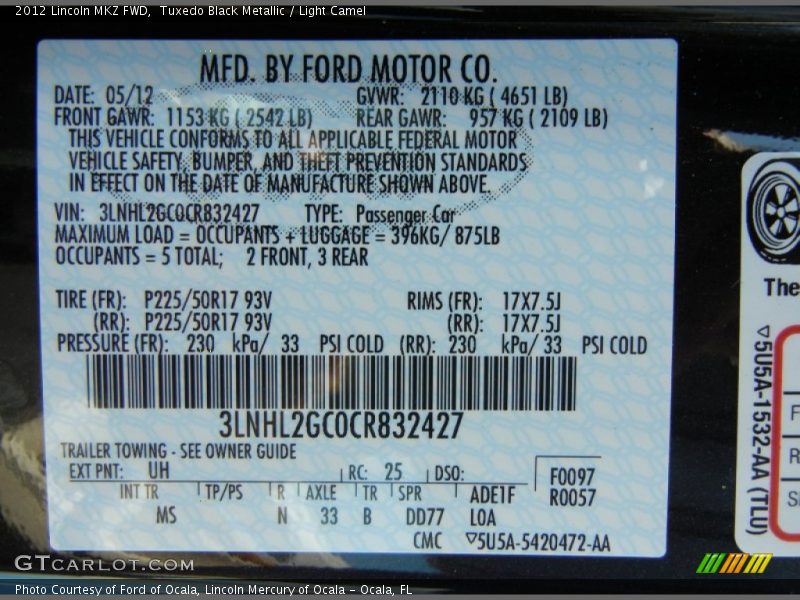 2012 Lincoln MKZ FWD,  Tuxedo Black Metallic / Light Camel
MFD. BY FORD MOTOR CO.
DATE: 05/12 GVWR: 2110 KG ( 4651 LB)
FRONT GAWR: 1153 KG ( 2542 LB) REAR GAWR: 957 KG ( 2109 LB)
THIS VEHICLE CONFORMS TO ALL APPLICABLE FEDERAL MOTOR
VEHICLE SAFETY, BUMPER, AND THEFT PREVENTION STANDARDS
IN EFFECT ON THE DATE OF MANUFACTURE SHOWN ABOVE.
VIN: 3LNHL2GC0CR832427 TYPE: Passenger Car
MAXIMUM LOAD = OCCUPANTS + LUGGAGE = 396KG/ 875LB
OCCUPANTS = 5 TOTAL; 2 FRONT, 3 REAR
TIRE (FR): P225/50R17 93V RIMS (FR): 17X7.5J
(RR): P225/50R17 93V (RR): 17X7.5J
PRESSURE (FR): 230 kPa/ 33 PSI COLD (RR): 230 kPa/ 33 PSI COLD
3LNHL2GC0CR832427
TRAILER TOWING - SEE OWNER GUIDE
EXT PNT: UH RC: 25 DSO: F0097
R0057
INT TR TP/PS R AXLE TR SPR ADE1F
MS N 33 B DD77 LOA
CMC ▽5U5A-5420472-AA
The
▽5U5A-1532-AA (TLU)
F
R
S
GTCARLOT.COM
Photo Courtesy of Ford of Ocala, Lincoln Mercury of Ocala - Ocala, FL